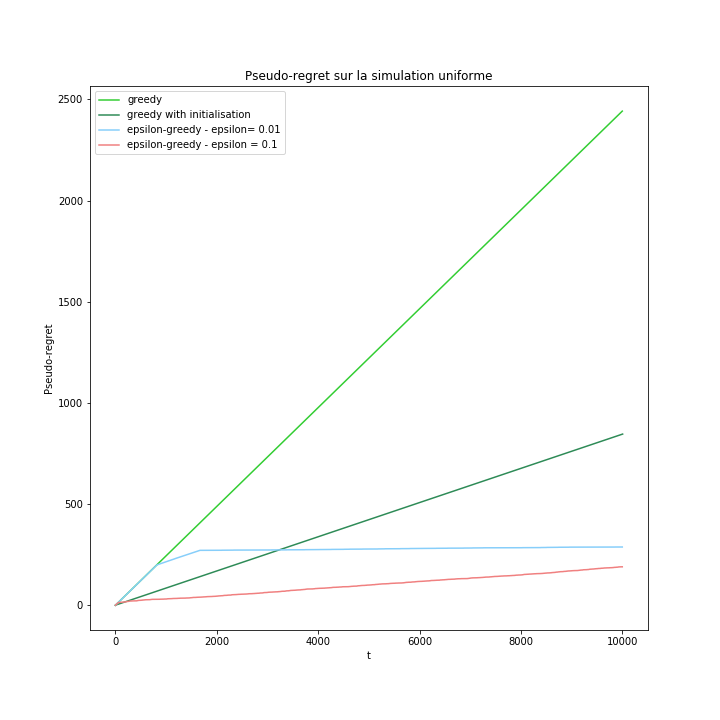 Pseudo-regret sur la simulation uniforme
greedy
greedy with initialisation
epsilon-greedy - epsilon= 0.01
epsilon-greedy - epsilon = 0.1
2500
2000
1500
1000
500
0
Pseudo-regret
0 2000 4000 6000 8000 10000
t